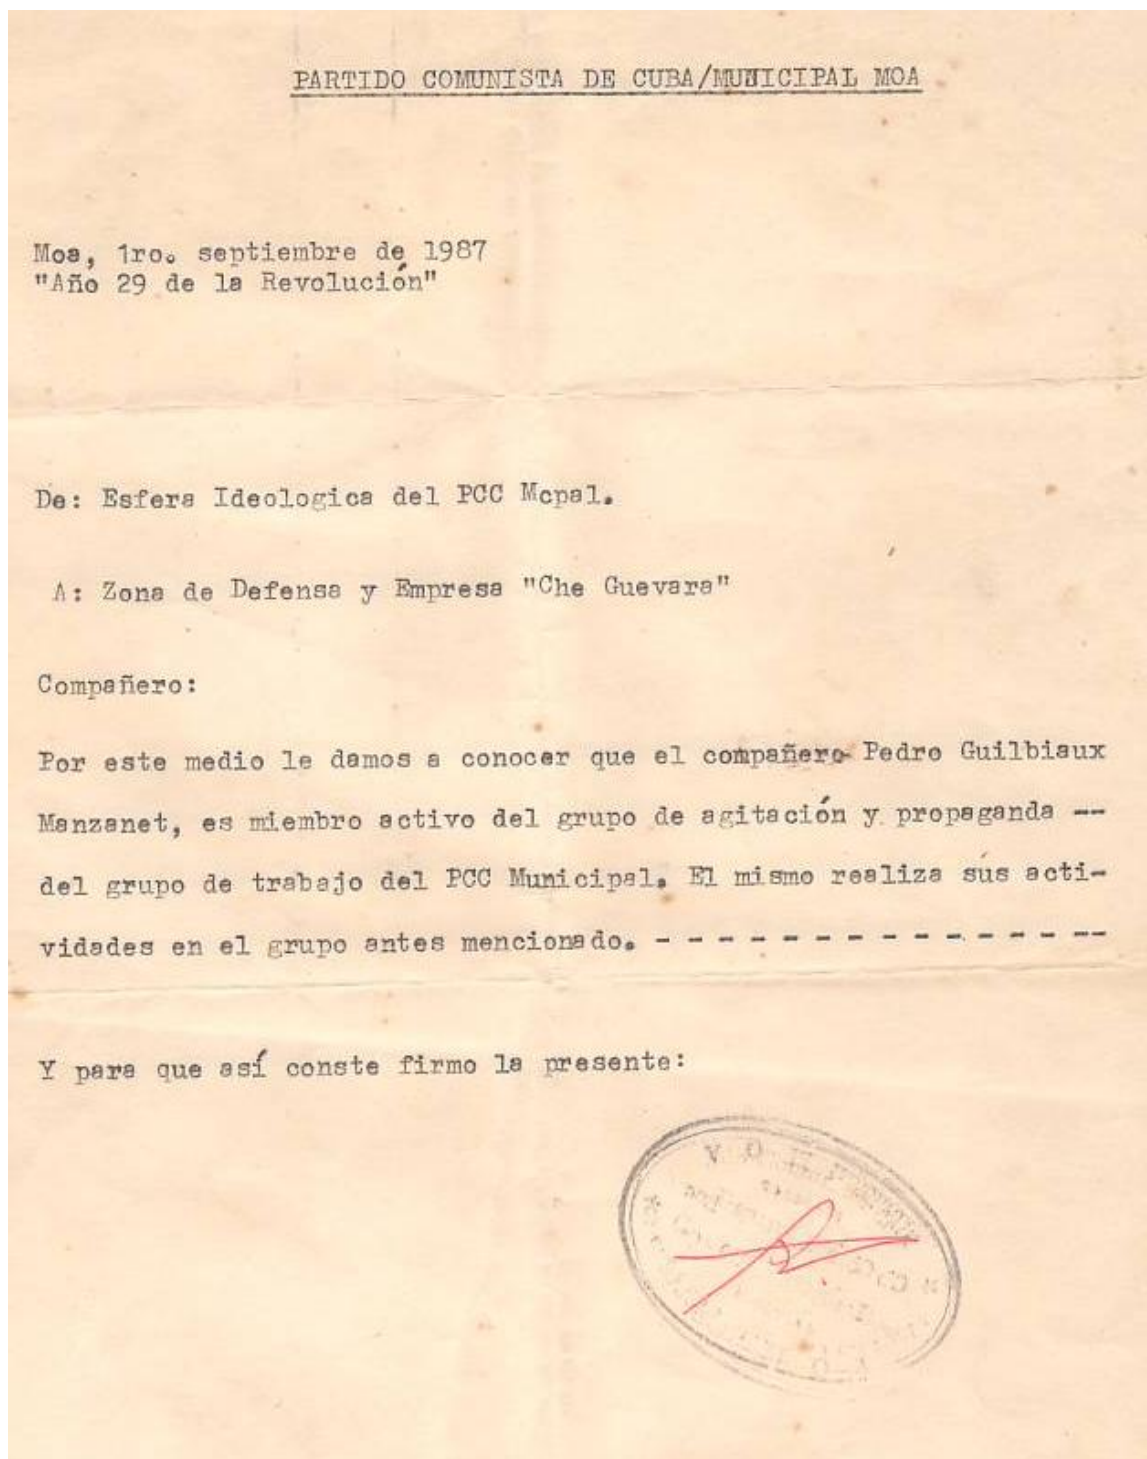 PARTIDO COMUNISTA DE CUBA/MUNICIPAL MOA
Moa, 1ro. septiembre de 1987
"Año 29 de la Revolución"
De: Esfera Ideologica del PCC Mcpal.
A: Zona de Defensa y Empresa "Che Guevara"
Compañero:
Por este medio le damos a conocer que el compañero Pedro Guilbiaux
Manzanet, es miembro activo del grupo de agitación y propaganda --
del grupo de trabajo del PCC Municipal. El mismo realiza sus acti-
vidades en el grupo antes mencionado. - - - - - - - - - - - - - --
Y para que así conste firmo la presente: